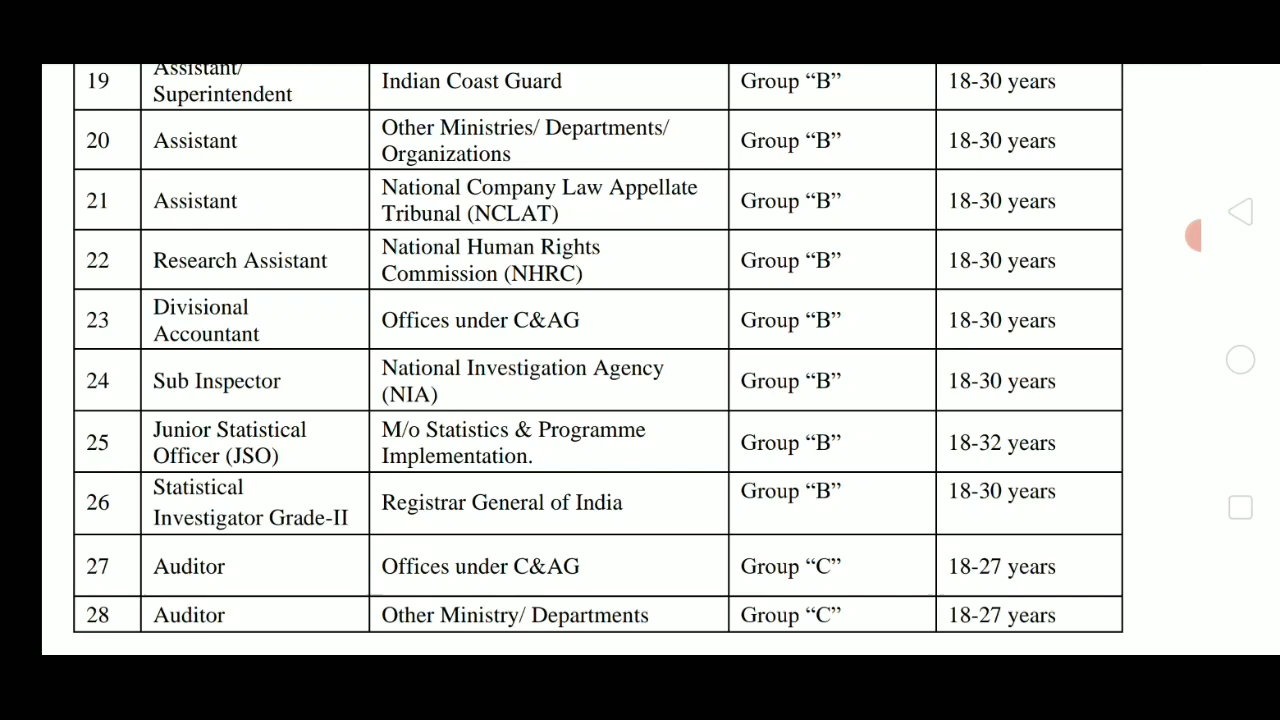 19 Assistant/ Superintendent Indian Coast Guard Group “B” 18-30 years
20 Assistant Other Ministries/ Departments/ Organizations Group “B” 18-30 years
21 Assistant National Company Law Appellate Tribunal (NCLAT) Group “B” 18-30 years
22 Research Assistant National Human Rights Commission (NHRC) Group “B” 18-30 years
23 Divisional Accountant Offices under C&AG Group “B” 18-30 years
24 Sub Inspector National Investigation Agency (NIA) Group “B” 18-30 years
25 Junior Statistical Officer (JSO) M/o Statistics & Programme Implementation. Group “B” 18-32 years
26 Statistical Investigator Grade-II Registrar General of India Group “B” 18-30 years
27 Auditor Offices under C&AG Group “C” 18-27 years
28 Auditor Other Ministry/ Departments Group “C” 18-27 years